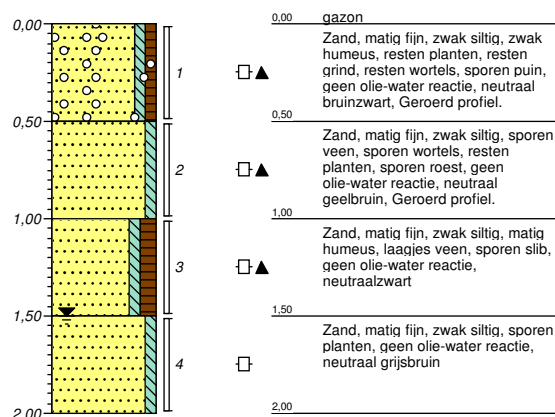 0,00
0,50
1,00
1,50
2,00
1
2
3
4
0,00
gazon
Zand, matig fijn, zwak siltig, zwak
humeus, resten planten, resten
grind, resten wortels, sporen puin,
geen olie-water reactie, neutraal
bruinzwart, Geroerd profiel.
0,50
Zand, matig fijn, zwak siltig, sporen
veen, sporen wortels, resten
planten, sporen roest, geen
olie-water reactie, neutraal
geelbruin, Geroerd profiel.
1,00
Zand, matig fijn, zwak siltig, matig
humeus, laagjes veen, sporen slib,
geen olie-water reactie,
neutraalzwart
1,50
Zand, matig fijn, zwak siltig, sporen
planten, geen olie-water reactie,
neutraal grijsbruin
2,00